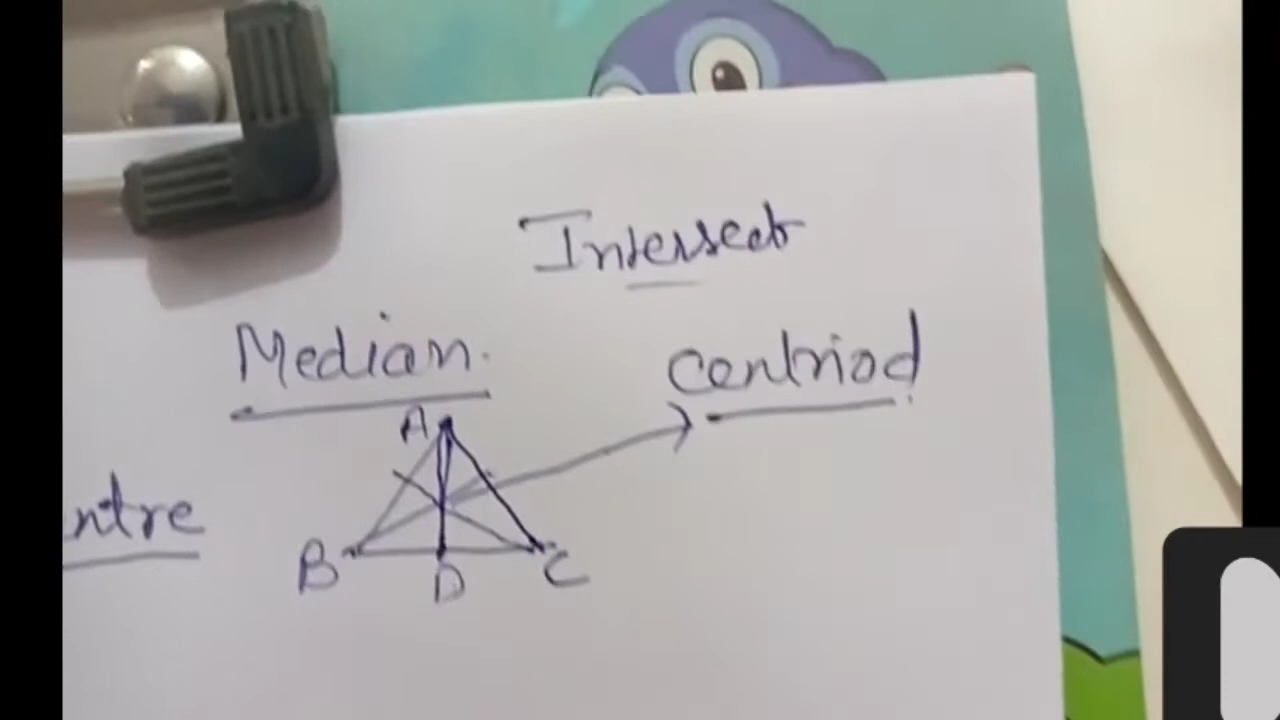 Intersect
Median.
Centriod
A
ntre
B
D
C